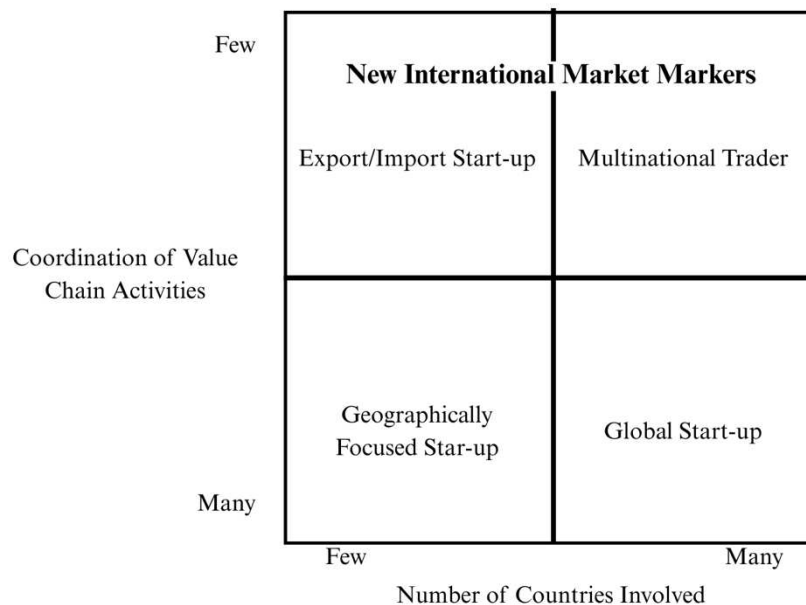 Few
New International Market Markers
Export/Import Start-up
Multinational Trader
Coordination of Value
Chain Activities
Geographically
Focused Star-up
Global Start-up
Many
Few
Many
Number of Countries Involved